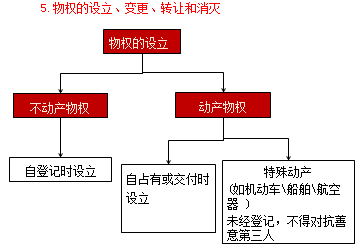 5. 物权的设立、变更、转让和消灭
物权的设立
不动产物权
动产物权
自登记时设立
自占有或交付时
设立
特殊动产
(如机动车\船舶\航空
器 )
未经登记，不得对抗善
意第三人